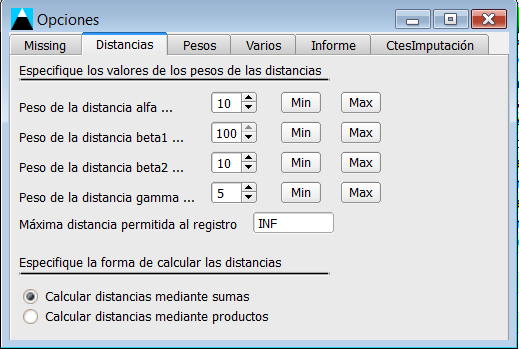 Opciones
Missing Distancias Pesos Varios Informe CtesImputación
Especifique los valores de los pesos de las distancias
Peso de la distancia alfa ... 10 Min Max
Peso de la distancia beta1 ... 100 Min Max
Peso de la distancia beta2 ... 10 Min Max
Peso de la distancia gamma ... 5 Min Max
Máxima distancia permitida al registro INF
Especifique la forma de calcular las distancias
Calcular distancias mediante sumas
Calcular distancias mediante productos